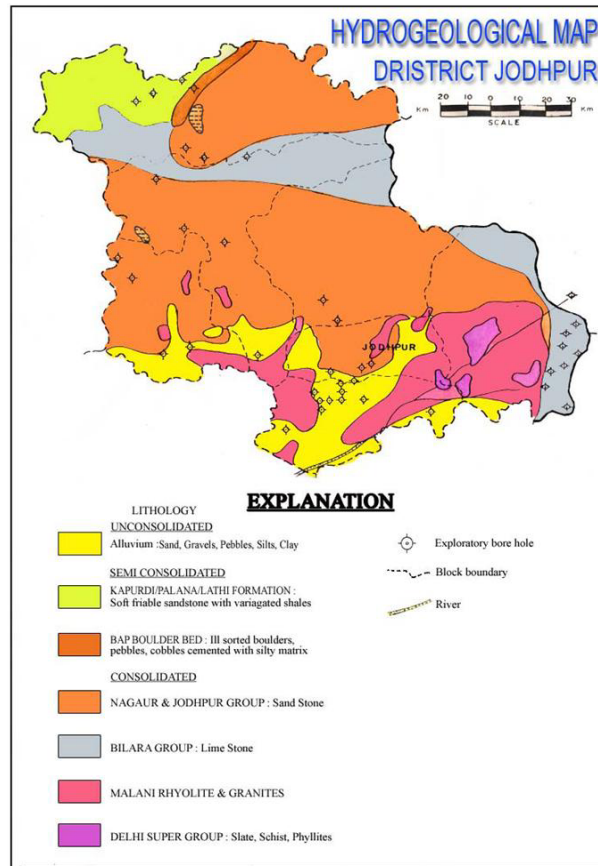 HYDROGEOLOGICAL MAP
DRISTRICT JODHPUR
20 10 0 10 20 30
Km Km
SCALE
JODHPUR
EXPLANATION
LITHOLOGY
UNCONSOLIDATED
Alluvium :Sand, Gravels, Pebbles, Silts, Clay
SEMI CONSOLIDATED
KAPURDI/PALANA/LATHI FORMATION :
Soft friable sandstone with variagated shales
BAP BOULDER BED : Ill sorted boulders,
pebbles, cobbles cemented with silty matrix
CONSOLIDATED
NAGAUR & JODHPUR GROUP : Sand Stone
BILARA GROUP : Lime Stone
MALANI RHYOLITE & GRANITES
DELHI SUPER GROUP : Slate, Schist, Phyllites
Exploratory bore hole
Block boundary
River